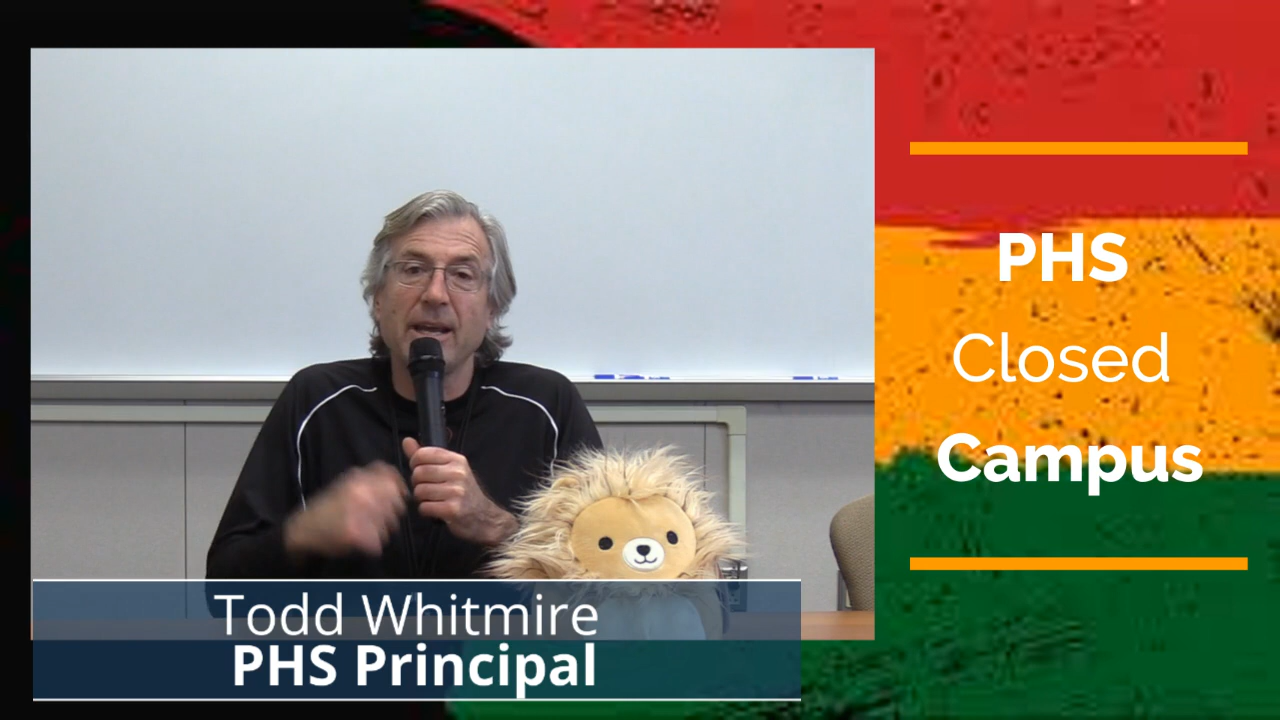 PHS
Closed
Campus
Todd Whitmire
PHS Principal